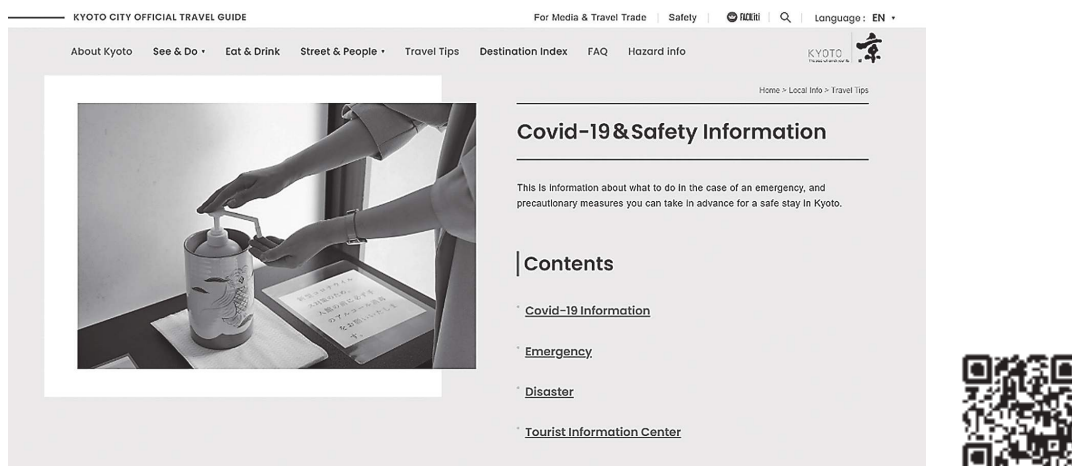 KYOTO CITY OFFICIAL TRAVEL GUIDE
For Media & Travel Trade
Safety
FACILiti
Language : EN
About Kyoto
See & Do
Eat & Drink
Street & People
Travel Tips
Destination Index
FAQ
Hazard info
KYOTO
京
Home > Local Info > Travel Tips
Covid-19&Safety Information
This is information about what to do in the case of an emergency, and
precautionary measures you can take in advance for a safe stay in Kyoto.
Contents
Covid-19 Information
Emergency
Disaster
Tourist Information Center